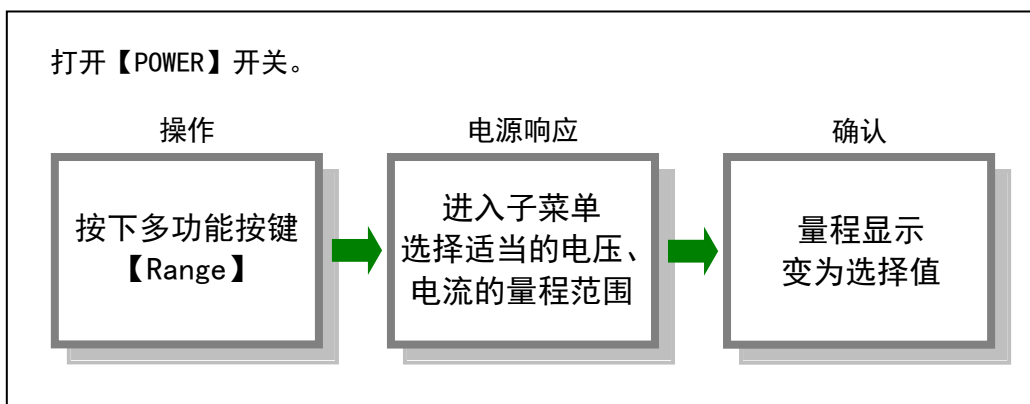 打开【POWER】开关。
操作
电源响应
确认
按下多功能按键
【Range】
进入子菜单
选择适当的电压、
电流的量程范围
量程显示
变为选择值